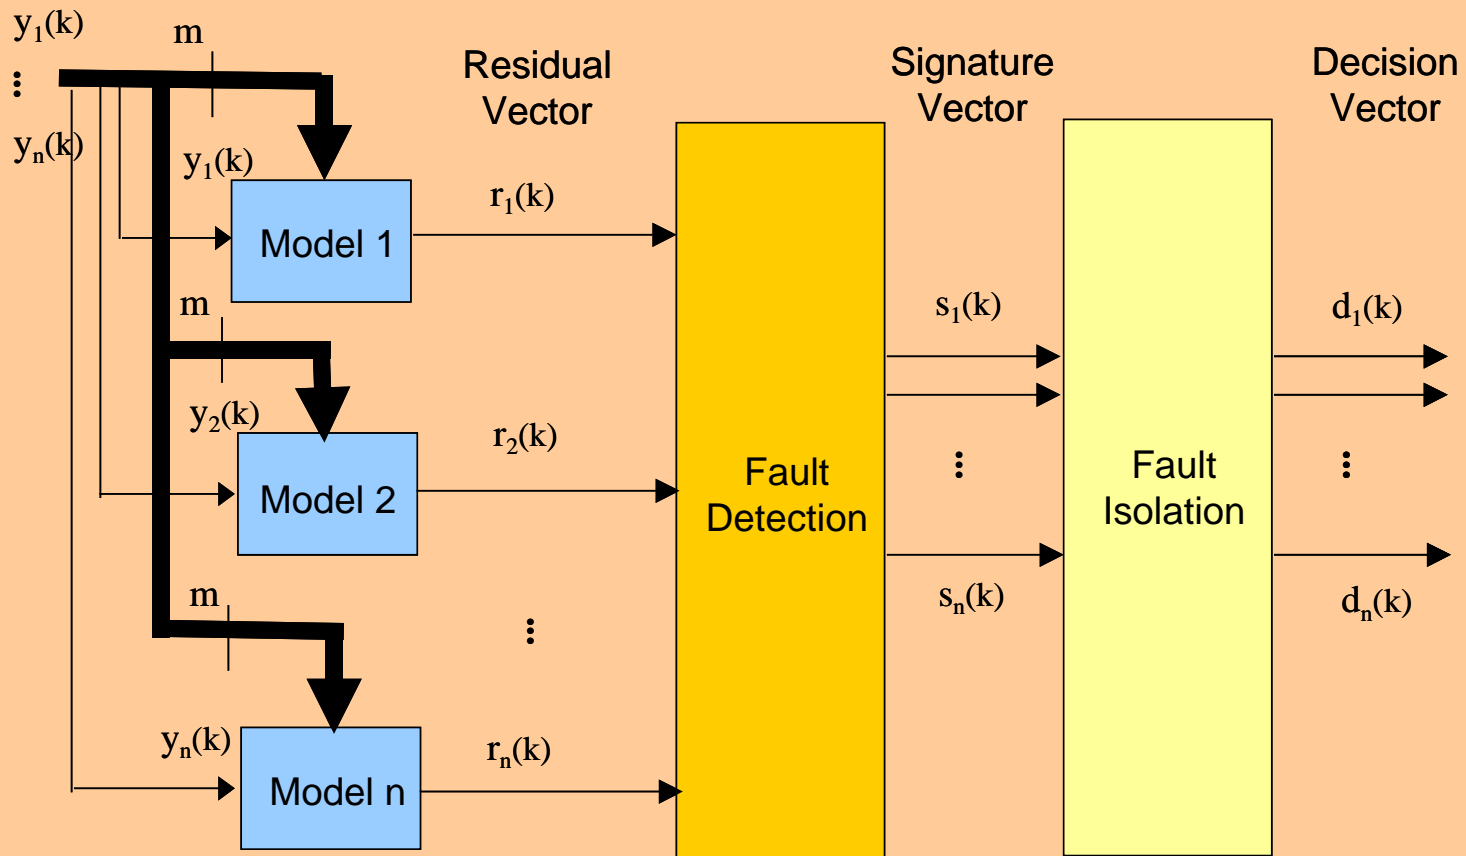 y₁(k)
⋮
yₙ(k)
m
Residual
Vector
Signature
Vector
Decision
Vector
y₁(k)
Model 1
r₁(k)
m
y₂(k)
Model 2
r₂(k)
m
⋮
yₙ(k)
Model n
rₙ(k)
Fault
Detection
s₁(k)
⋮
sₙ(k)
Fault
Isolation
d₁(k)
⋮
dₙ(k)